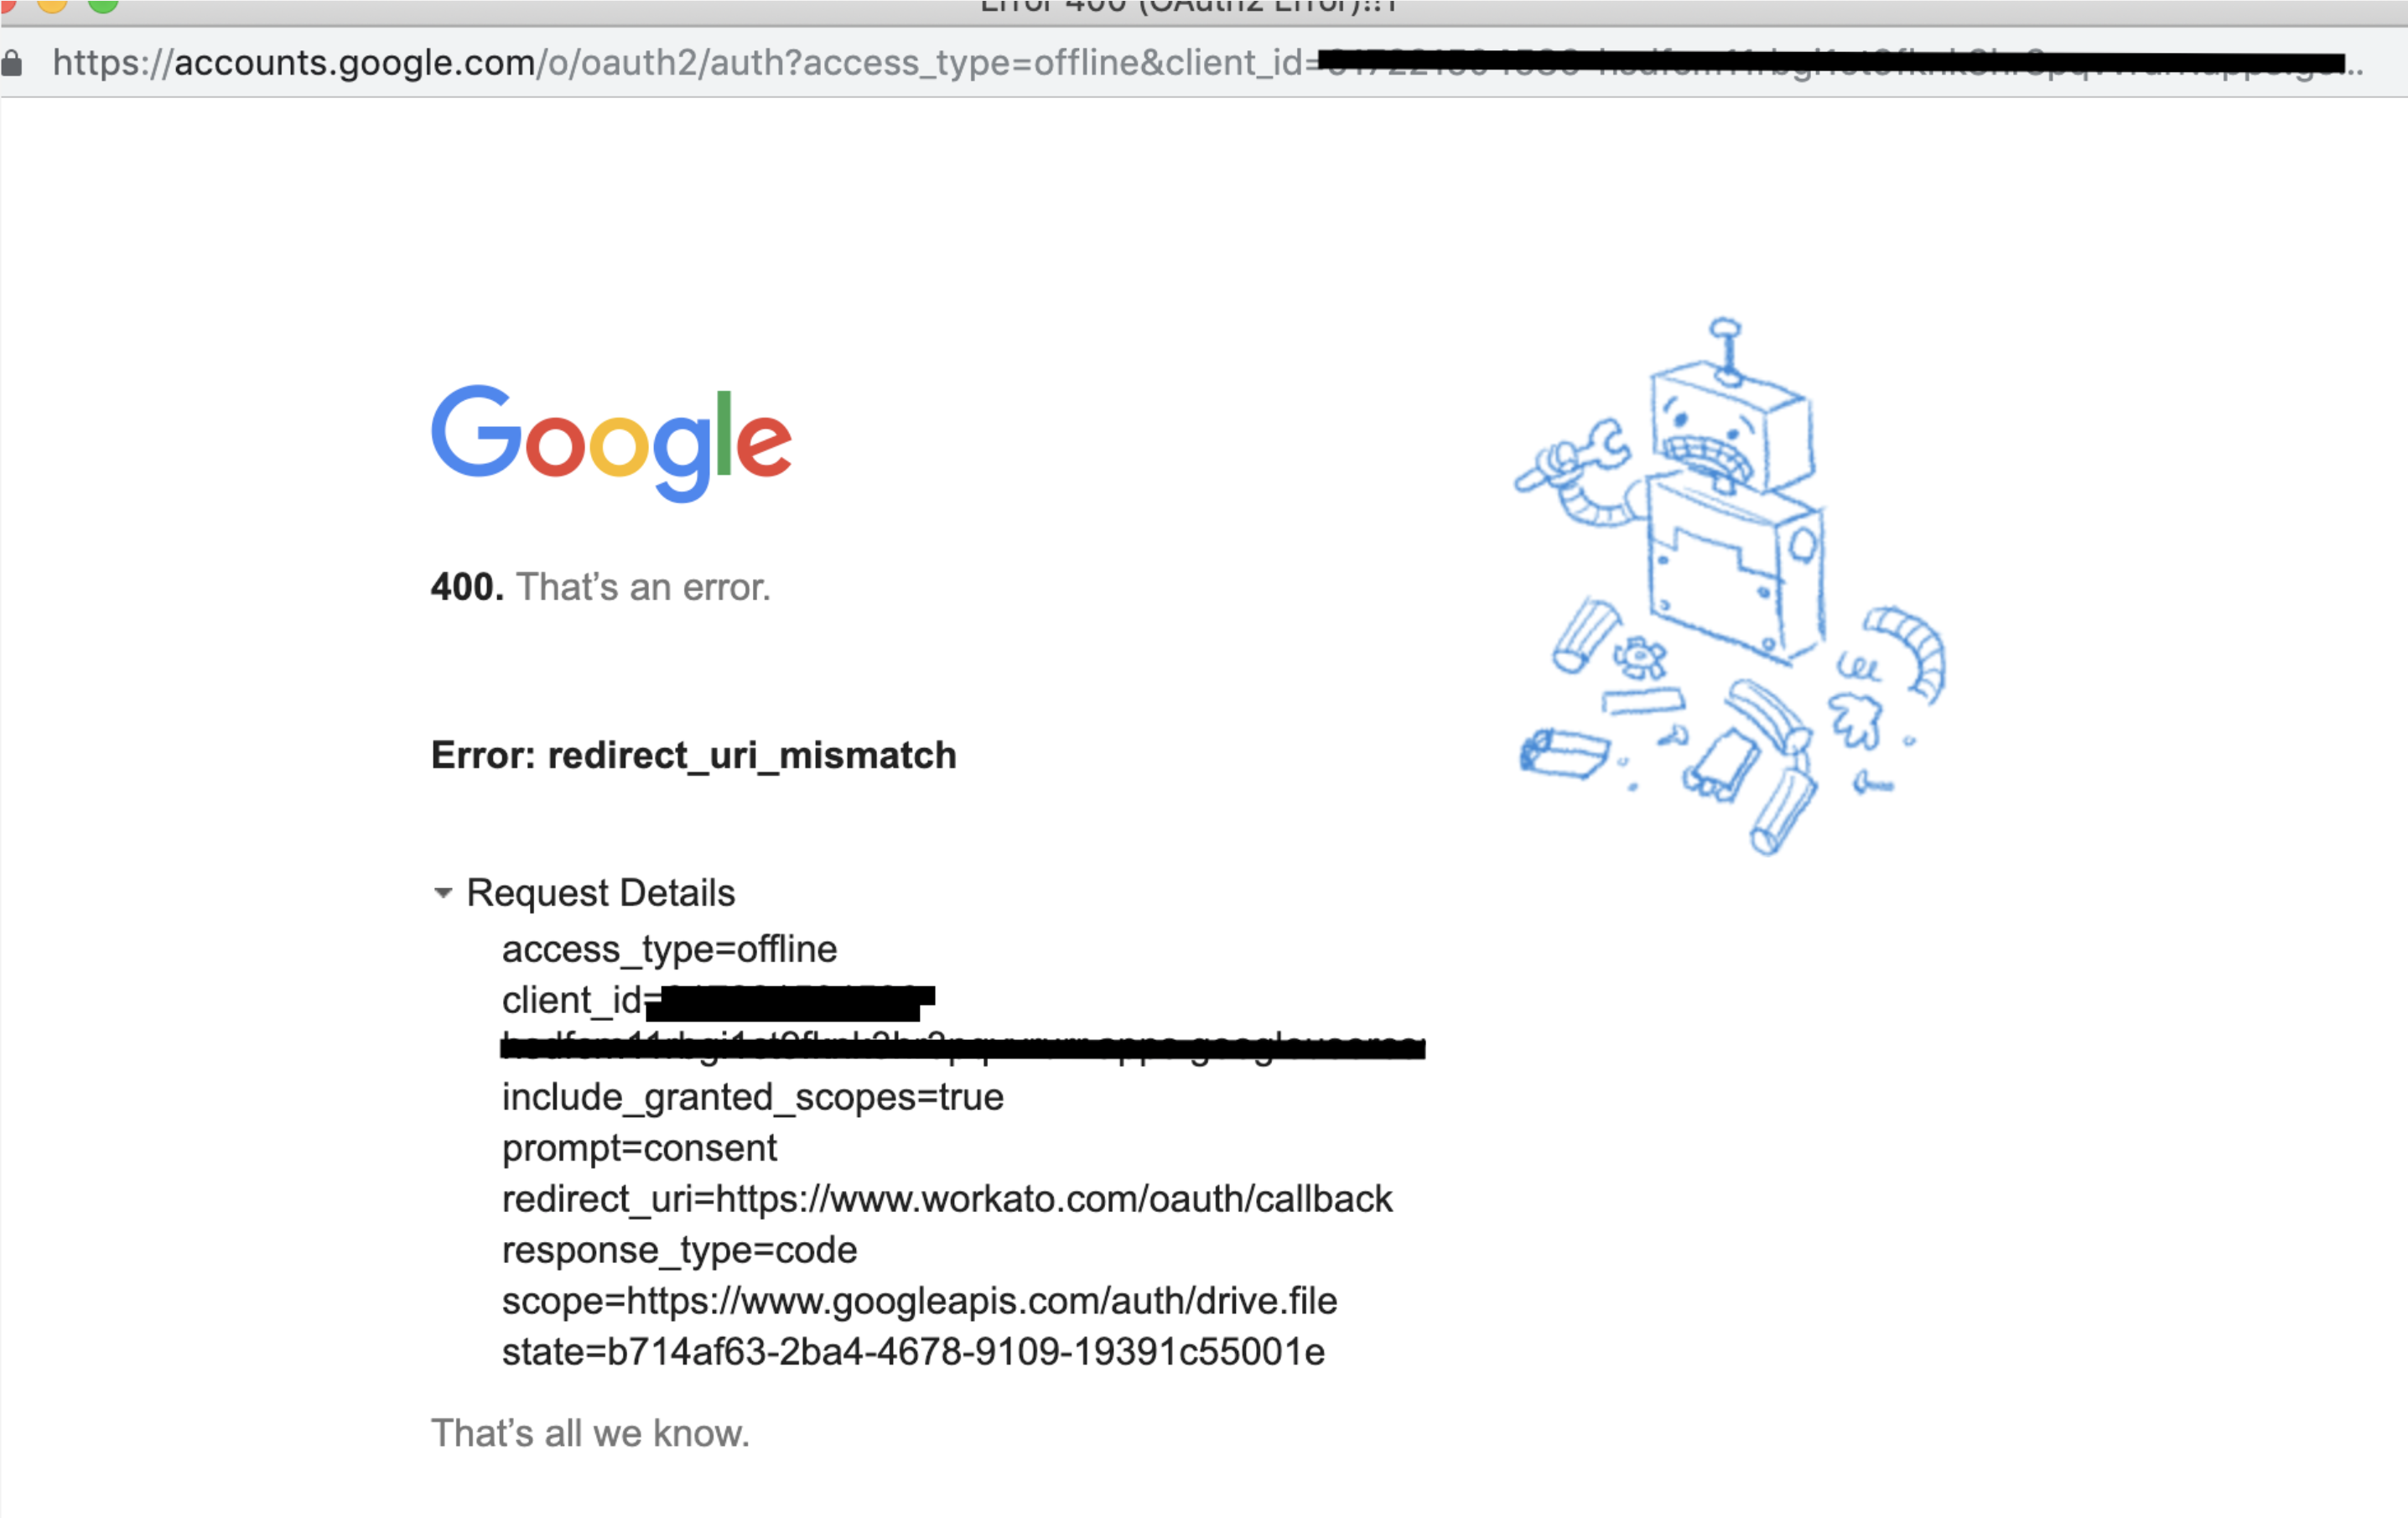 Error 400 (OAuth2 Error)!!1
https://accounts.google.com/o/oauth2/auth?access_type=offline&client_id=
Google
400. That’s an error.
Error: redirect_uri_mismatch
Request Details
access_type=offline
client_id=
include_granted_scopes=true
prompt=consent
redirect_uri=https://www.workato.com/oauth/callback
response_type=code
scope=https://www.googleapis.com/auth/drive.file
state=b714af63-2ba4-4678-9109-19391c55001e
That’s all we know.